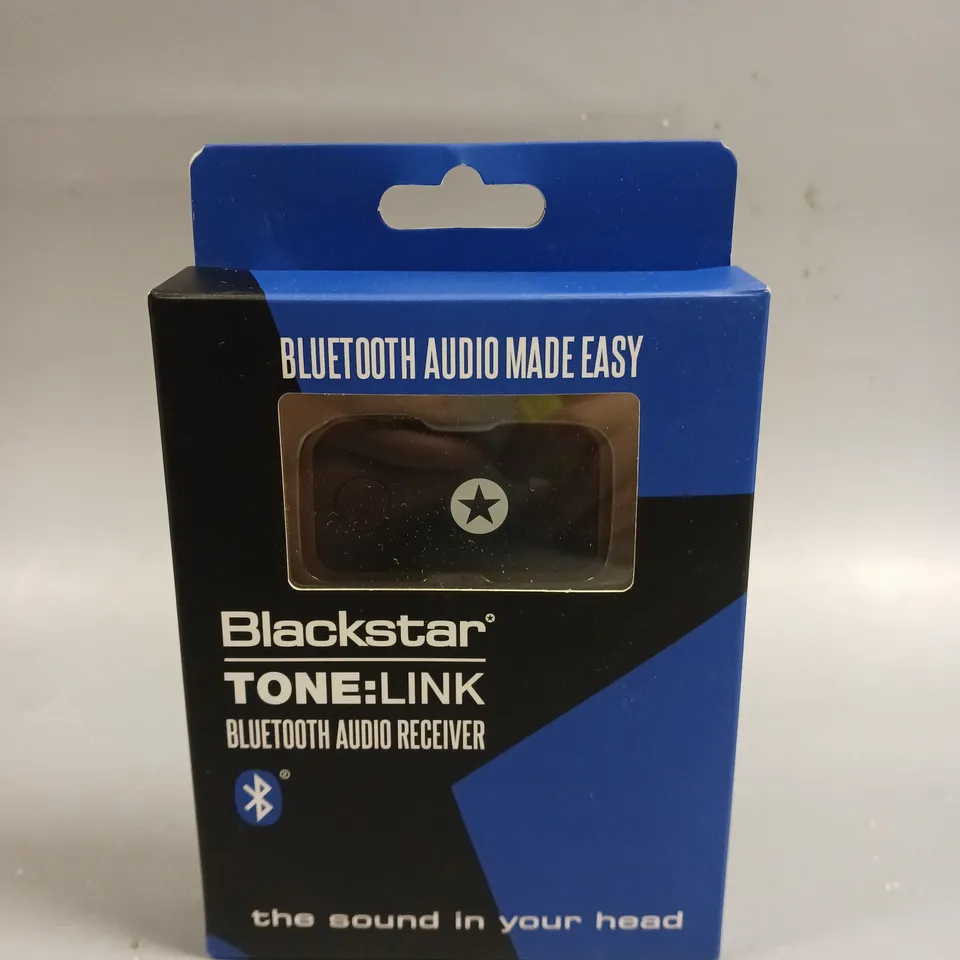 BLUETOOTH AUDIO MADE EASY
Blackstar
TONE:LINK
BLUETOOTH AUDIO RECEIVER
®
the sound in your head